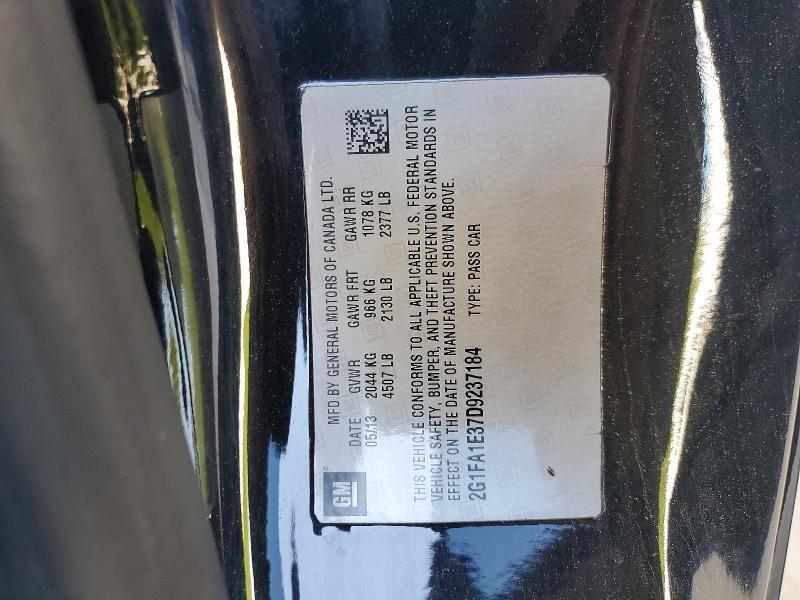 GM
MFD BY GENERAL MOTORS OF CANADA LTD.
DATE GVWR GAWR FRT GAWR RR
05/13 2044 KG 966 KG 1078 KG
4507 LB 2130 LB 2377 LB
THIS VEHICLE CONFORMS TO ALL APPLICABLE U.S. FEDERAL MOTOR
VEHICLE SAFETY, BUMPER, AND THEFT PREVENTION STANDARDS IN
EFFECT ON THE DATE OF MANUFACTURE SHOWN ABOVE.
2G1FA1E37D9237184 TYPE: PASS CAR